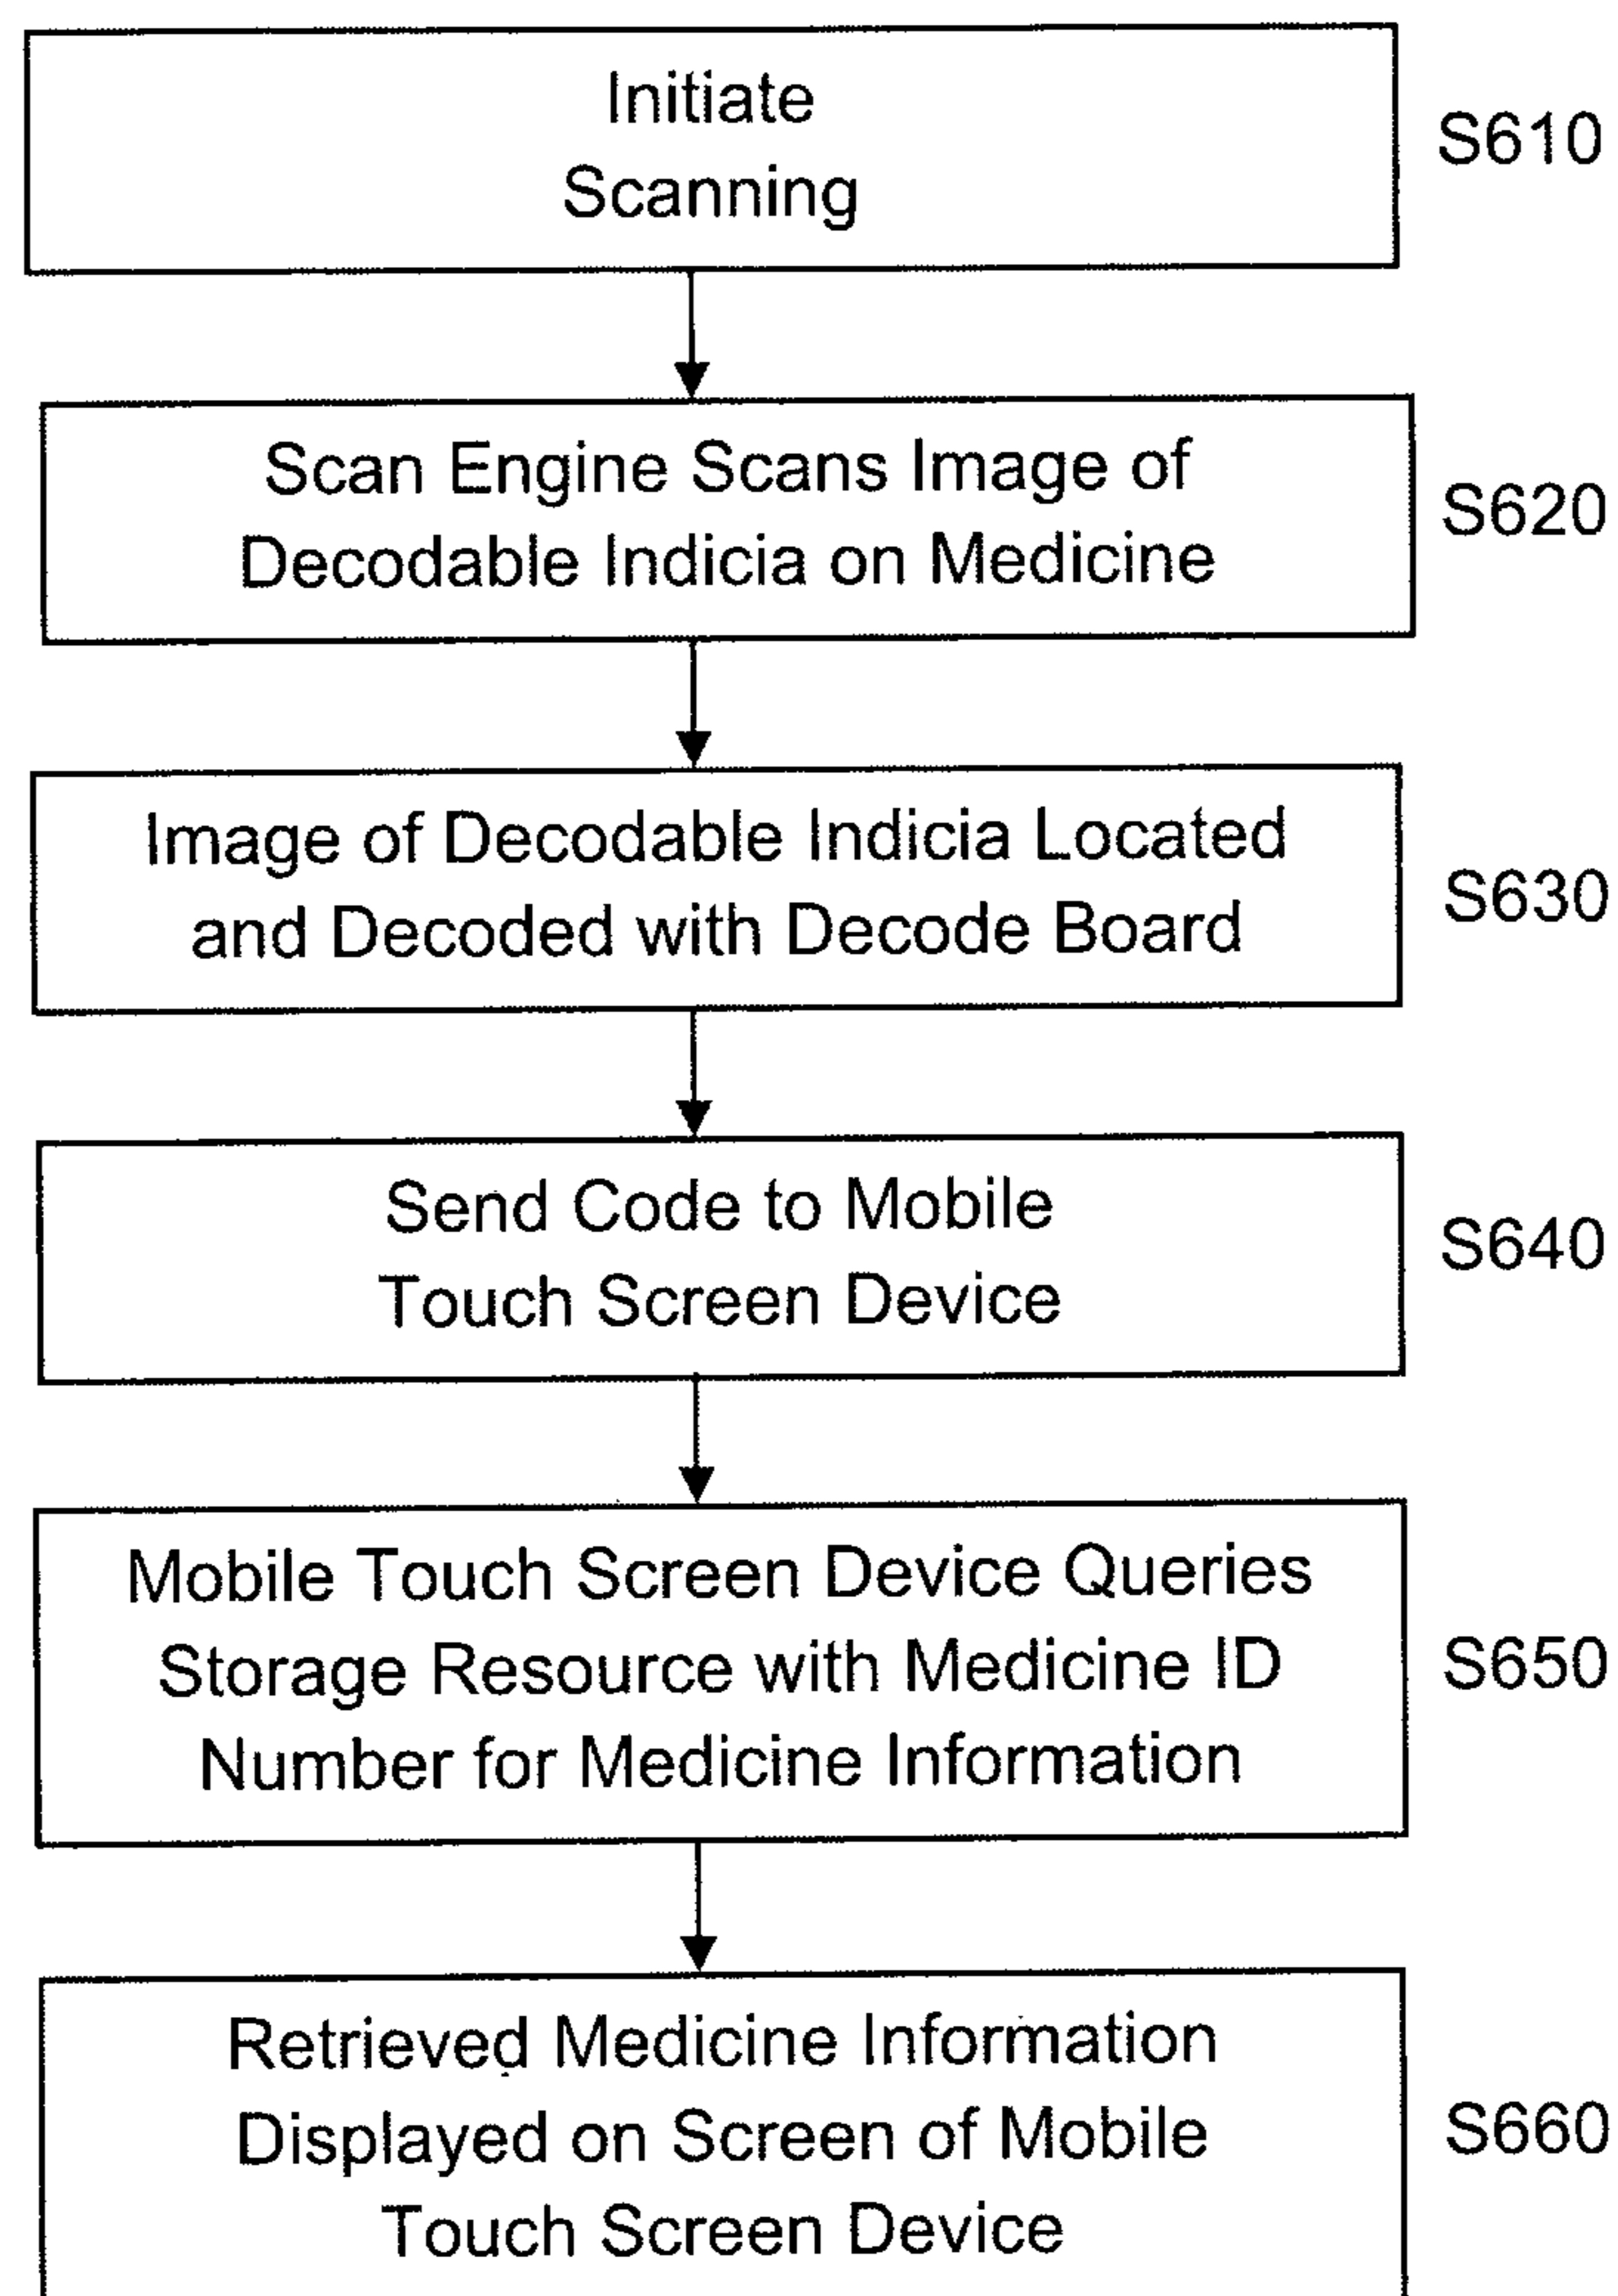 Initiate
Scanning
S610
Scan Engine Scans Image of
Decodable Indicia on Medicine
S620
Image of Decodable Indicia Located
and Decoded with Decode Board
S630
Send Code to Mobile
Touch Screen Device
S640
Mobile Touch Screen Device Queries
Storage Resource with Medicine ID
Number for Medicine Information
S650
Retrieved Medicine Information
Displayed on Screen of Mobile
Touch Screen Device
S660